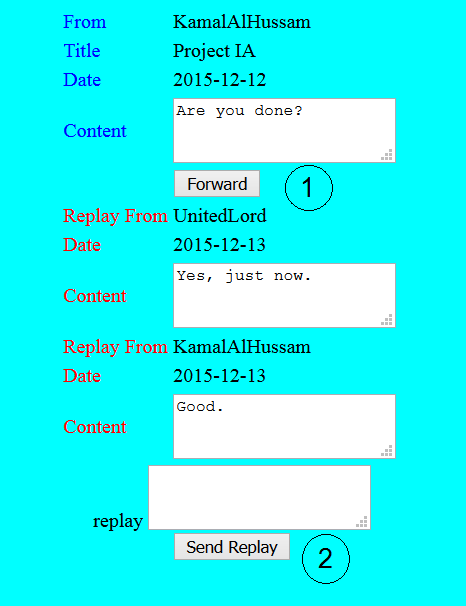 From KamalAlHussam
Title Project IA
Date 2015-12-12
Content Are you done?
Forward 1
Replay From UnitedLord
Date 2015-12-13
Content Yes, just now.
Replay From KamalAlHussam
Date 2015-12-13
Content Good.
replay
Send Replay 2